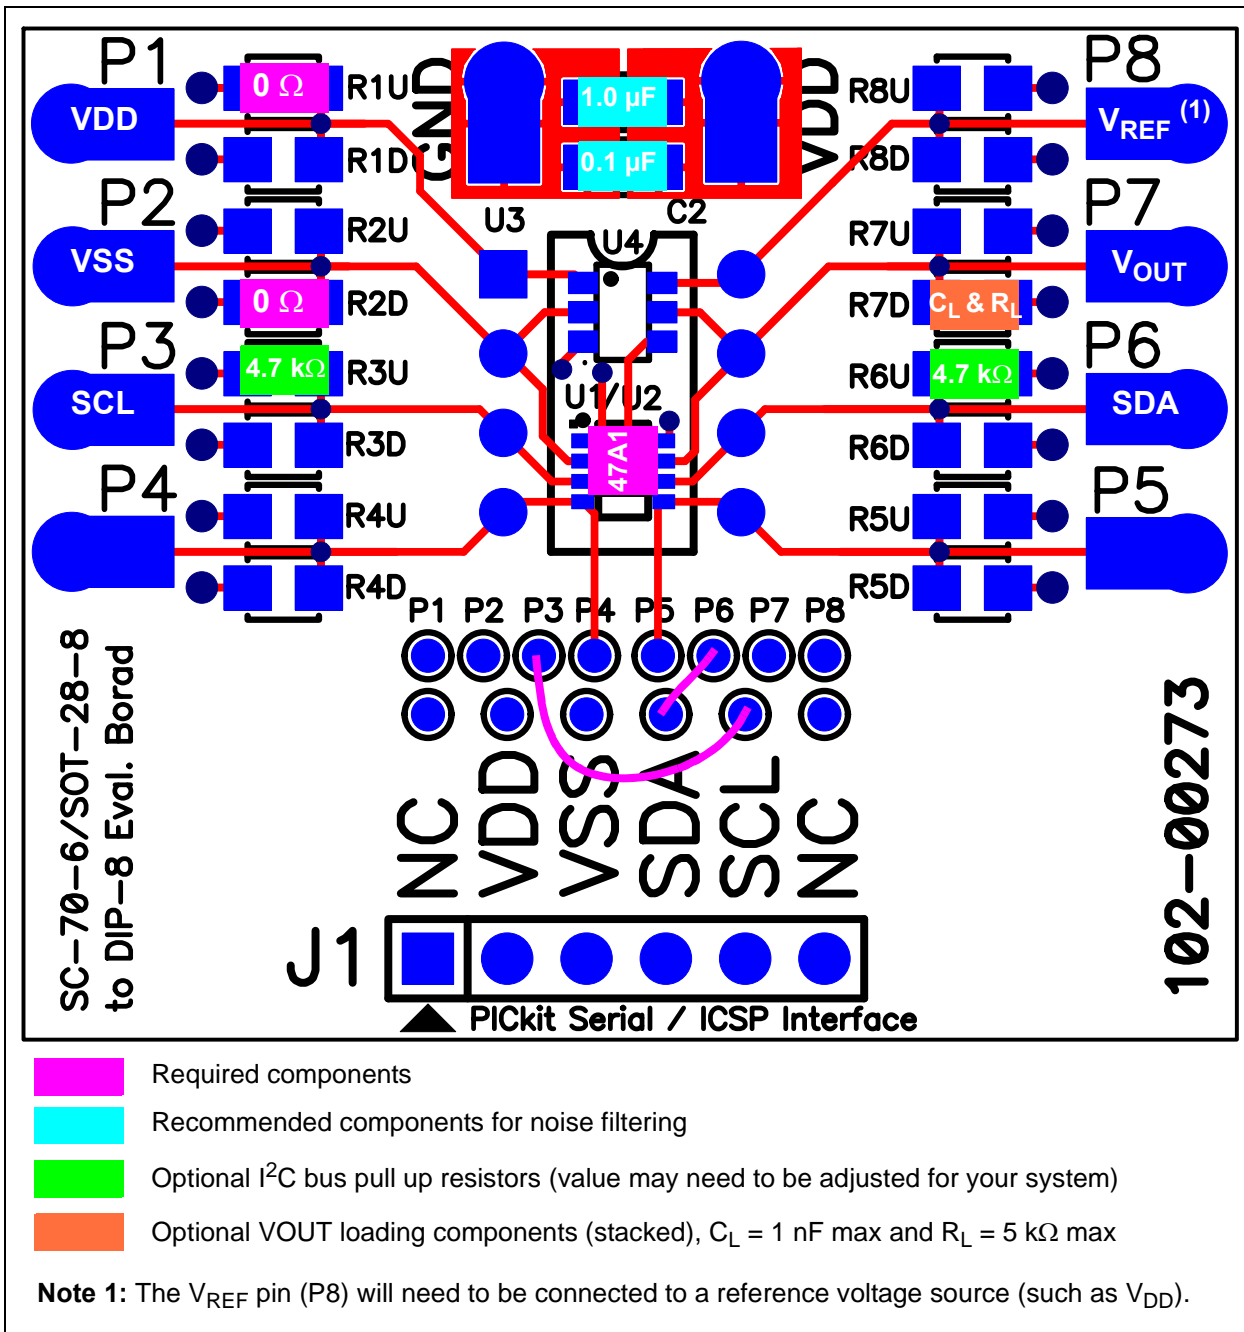 P1
VDD
0 Ω
R1U
R1D
GND
1.0 µF
0.1 µF
VDD
R8U
R8D
P8
VREF (1)
P2
VSS
R2U
0 Ω
R2D
U3
C2
U4
R7U
CL & RL
R7D
P7
VOUT
P3
SCL
4.7 kΩ
R3U
R3D
U1/U2
47A1
R6U
4.7 kΩ
R6D
P6
SDA
P4
R4U
R4D
R5U
R5D
P5
P1 P2 P3 P4 P5 P6 P7 P8
NC VDD VSS SDA SCL NC
SC-70-6/SOT-28-8
to DIP-8 Eval. Borad
102-00273
J1
PICkit Serial / ICSP Interface
Required components
Recommended components for noise filtering
Optional I2C bus pull up resistors (value may need to be adjusted for your system)
Optional VOUT loading components (stacked), CL = 1 nF max and RL = 5 kΩ max
Note 1: The VREF pin (P8) will need to be connected to a reference voltage source (such as VDD).